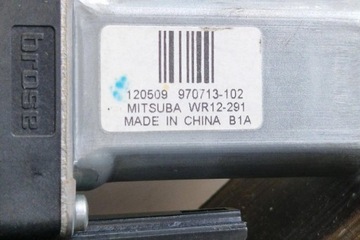 brose
120509 970713-102
MITSUBA WR12-291
MADE IN CHINA B1A